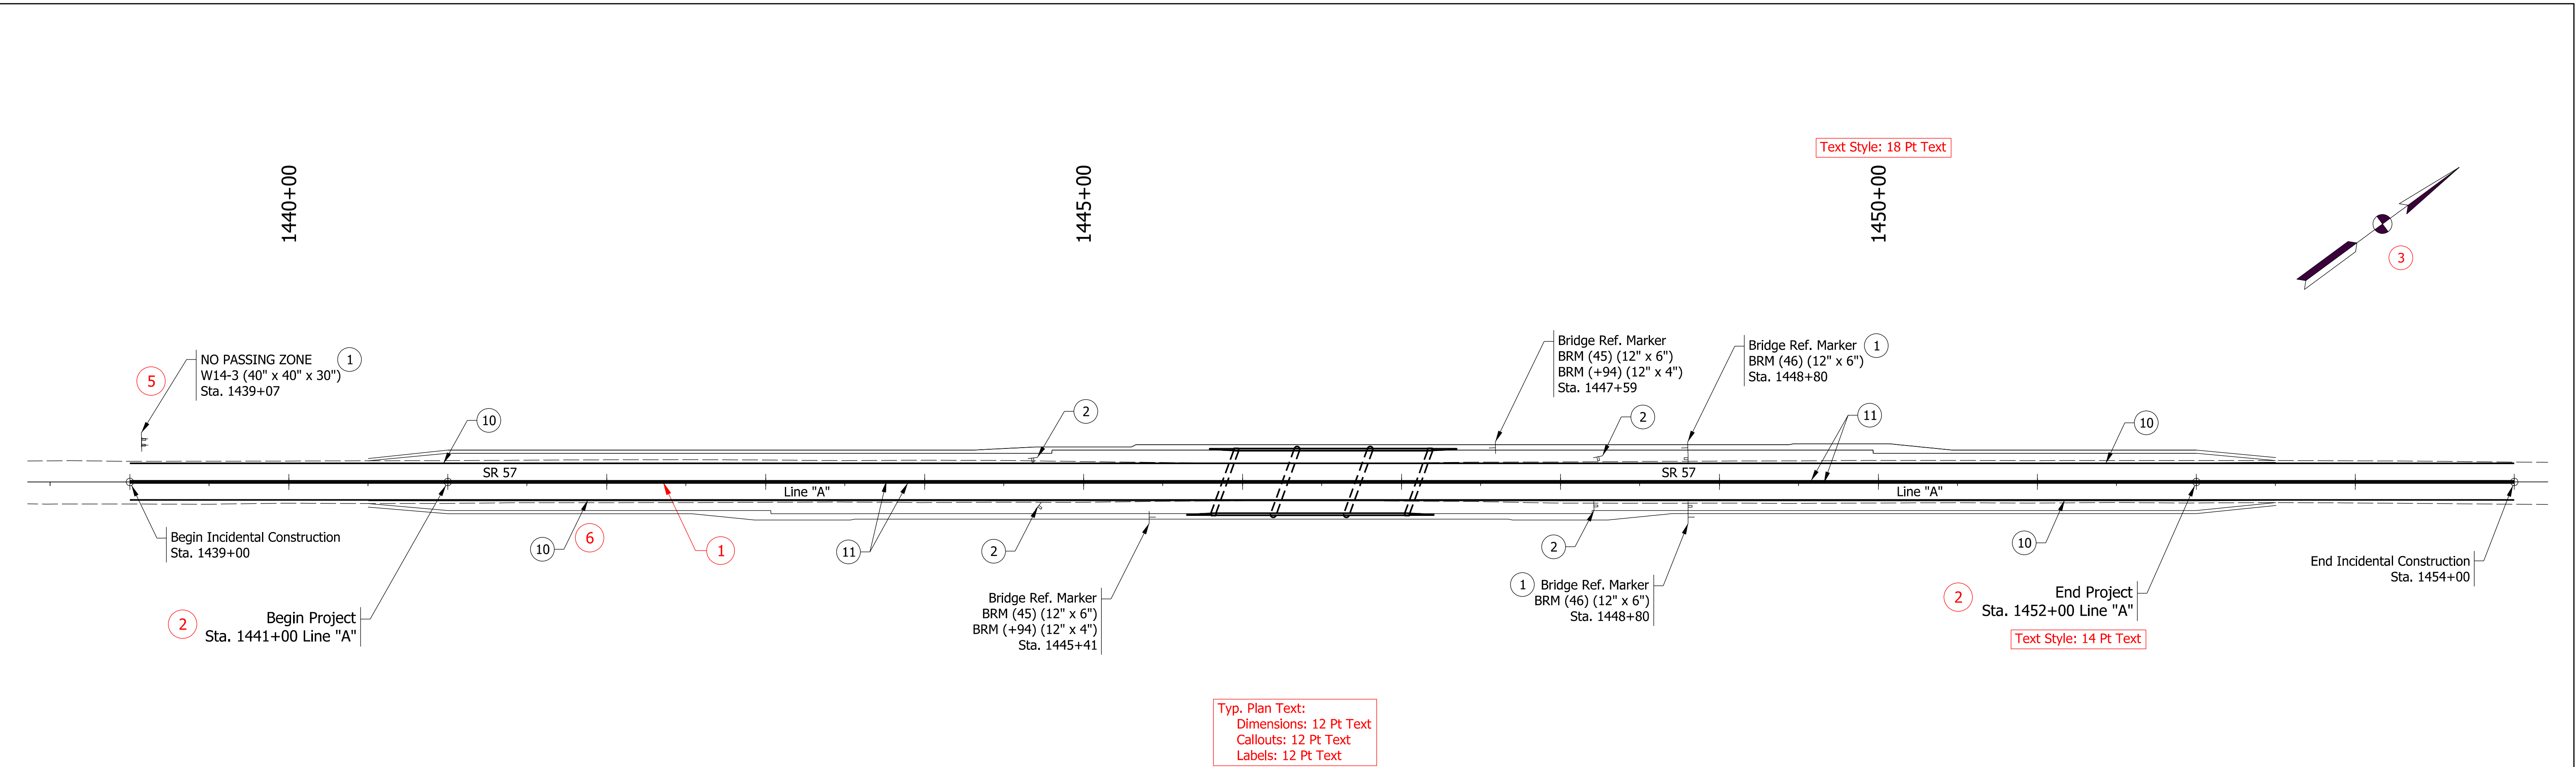 Text Style: 18 Pt Text
1440+00
1445+00
1450+00
3
5
NO PASSING ZONE 1
W14-3 (40" x 40" x 30")
Sta. 1439+07
Bridge Ref. Marker
BRM (45) (12" x 6")
BRM (+94) (12" x 4")
Sta. 1447+59
Bridge Ref. Marker 1
BRM (46) (12" x 6")
Sta. 1448+80
10
2
2
11
10
SR 57
SR 57
Line "A"
Line "A"
Begin Incidental Construction
Sta. 1439+00
10
6
1
11
2
2
10
End Incidental Construction
Sta. 1454+00
2
Begin Project
Sta. 1441+00 Line "A"
Bridge Ref. Marker
BRM (45) (12" x 6")
BRM (+94) (12" x 4")
Sta. 1445+41
1 Bridge Ref. Marker
BRM (46) (12" x 6")
Sta. 1448+80
2
End Project
Sta. 1452+00 Line "A"
Text Style: 14 Pt Text
Typ. Plan Text:
Dimensions: 12 Pt Text
Callouts: 12 Pt Text
Labels: 12 Pt Text